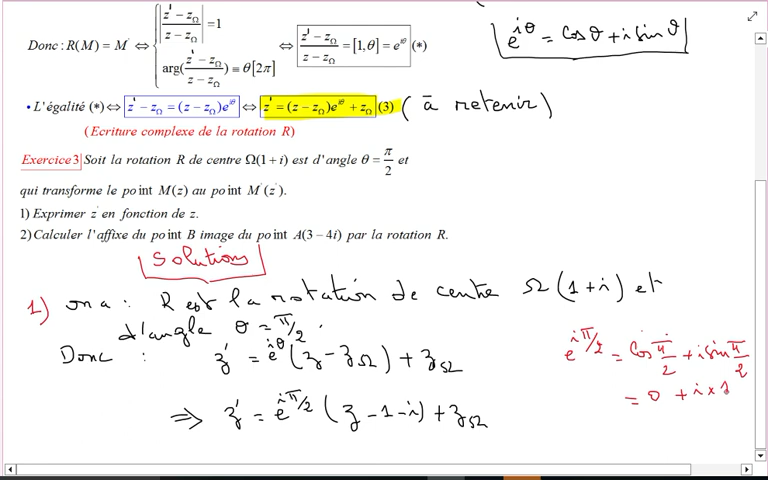 Donc : R(M) = M' ⇔ { |z' − z_Ω / z − z_Ω| = 1
arg(z' − z_Ω / z − z_Ω) ≡ θ[2π]
⇔ z' − z_Ω / z − z_Ω = [1, θ] = e^{iθ} (*)
e^{iθ} = cosθ + i sinθ
• L'égalité (*) ⇔ z' − z_Ω = (z − z_Ω)e^{iθ} ⇔ z' = (z − z_Ω)e^{iθ} + z_Ω (3) (à retenir)
(Ecriture complexe de la rotation R)
Exercice3 Soit la rotation R de centre Ω(1 + i) est d'angle θ = π/2 et
qui transforme le point M(z) au point M'(z').
1) Exprimer z' en fonction de z.
2) Calculer l'affixe du point B image du point A(3 − 4i) par la rotation R.
Solutions
1) on a : R est la rotation de centre Ω(1+i) et
d'angle θ = π/2.
Donc : z' = e^{iθ}(z − z_Ω) + z_Ω
⇒ z' = e^{iπ/2}(z − 1 − i) + z_Ω
e^{iπ/2} = cos π/2 + i sin π/2
= 0 + i × 1